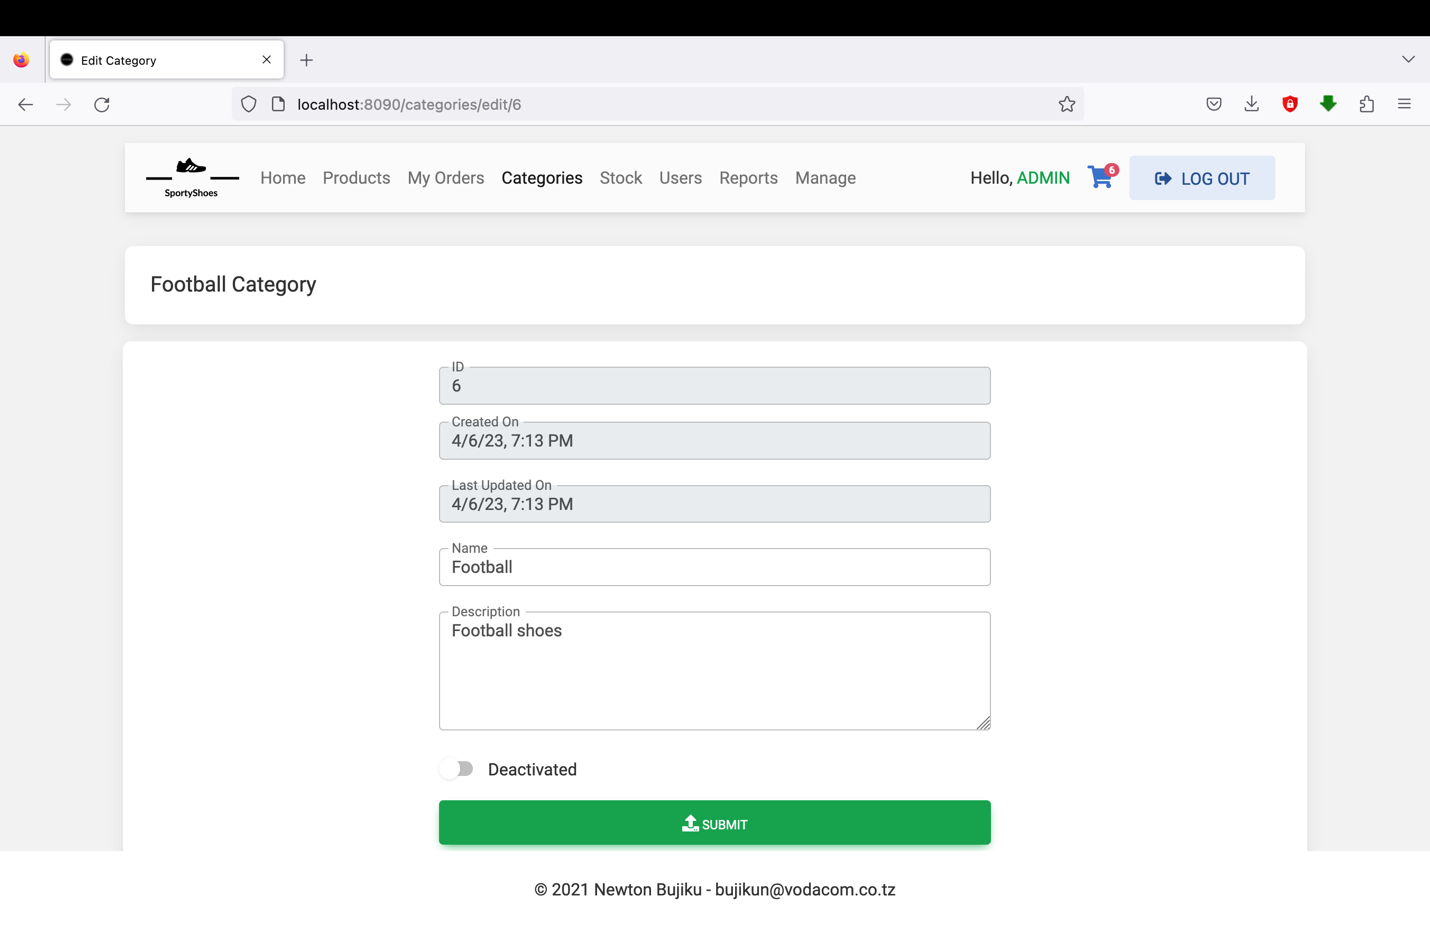 Edit Category
localhost:8090/categories/edit/6
SportyShoes
Home Products My Orders Categories Stock Users Reports Manage Hello, ADMIN 6 LOG OUT
Football Category
ID
6
Created On
4/6/23, 7:13 PM
Last Updated On
4/6/23, 7:13 PM
Name
Football
Description
Football shoes
Deactivated
SUBMIT
© 2021 Newton Bujiku - bujikun@vodacom.co.tz